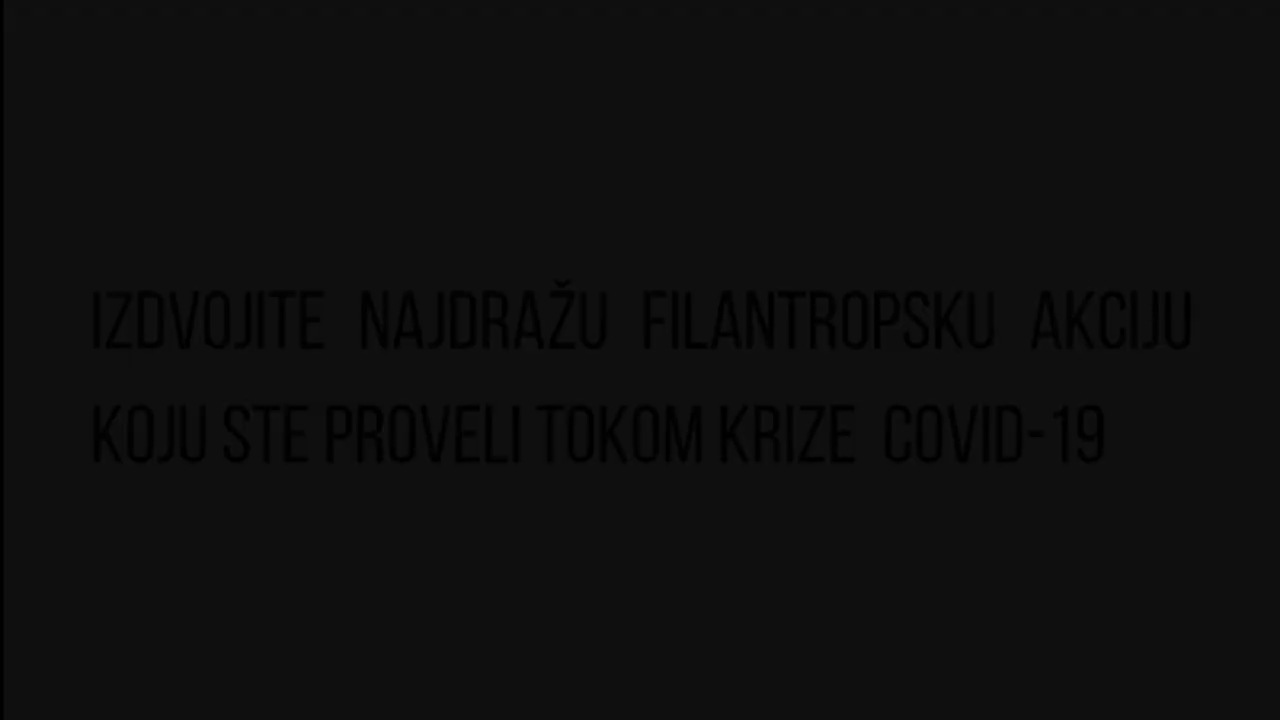 IZDVOJITE NAJDRAŽU FILANTROPSKU AKCIJU
KOJU STE PROVELI TOKOM KRIZE COVID-19